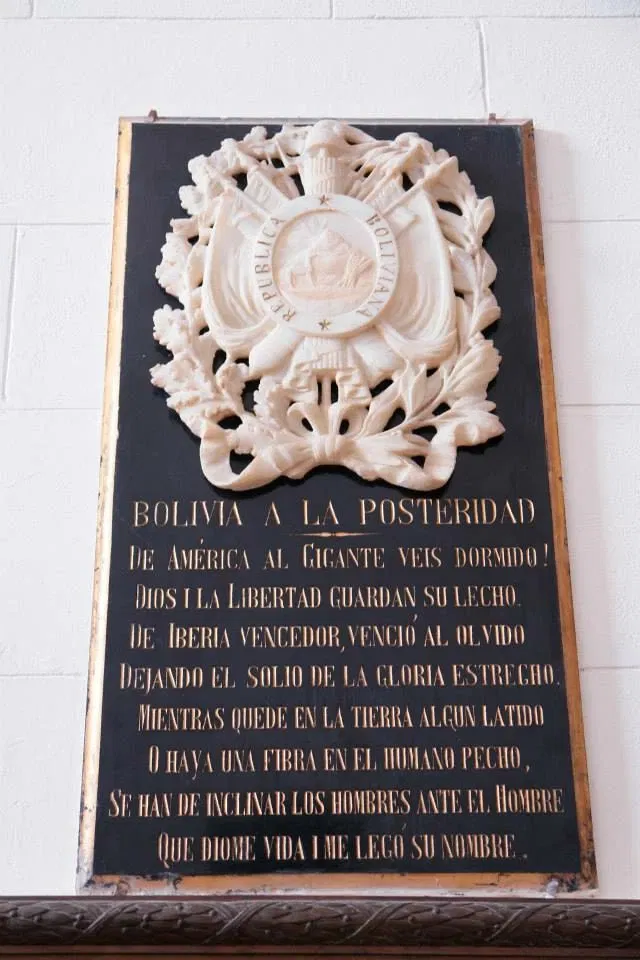 REPUBLICA BOLIVIANA
BOLIVIA A LA POSTERIDAD
DE AMÉRICA AL GIGANTE VEIS DORMIDO!
DIOS I LA LIBERTAD GUARDAN SU LECHO.
DE IBERIA VENCEDOR, VENCIÓ AL OLVIDO
DEJANDO EL SOLIO DE LA GLORIA ESTRECHO.
MIENTRAS QUEDE EN LA TIERRA ALGUN LATIDO
O HAYA UNA FIBRA EN EL HUMANO PECHO,
SE HAN DE INCLINAR LOS HOMBRES ANTE EL HOMBRE
QUE DIOME VIDA I ME LEGÓ SU NOMBRE.